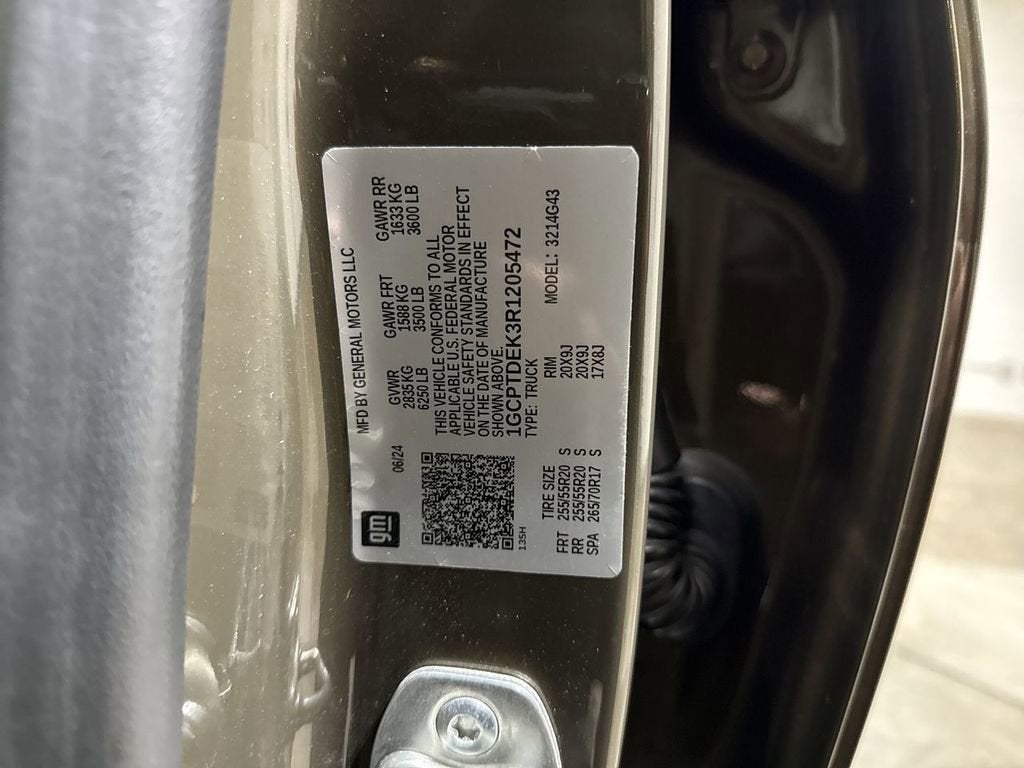 MFD BY GENERAL MOTORS LLC
06/24
GVWR GAWR FRT GAWR RR
2835 KG 1588 KG 1633 KG
6250 LB 3500 LB 3600 LB
THIS VEHICLE CONFORMS TO ALL
APPLICABLE U.S. FEDERAL MOTOR
VEHICLE SAFETY STANDARDS IN EFFECT
ON THE DATE OF MANUFACTURE
SHOWN ABOVE.
1GCPTDEK3R1205472
TYPE: TRUCK MODEL: 3214G43
gm
135H
TIRE SIZE RIM
FRT 255/55R20 S 20X9J
RR 255/55R20 S 20X9J
SPA 265/70R17 S 17X8J